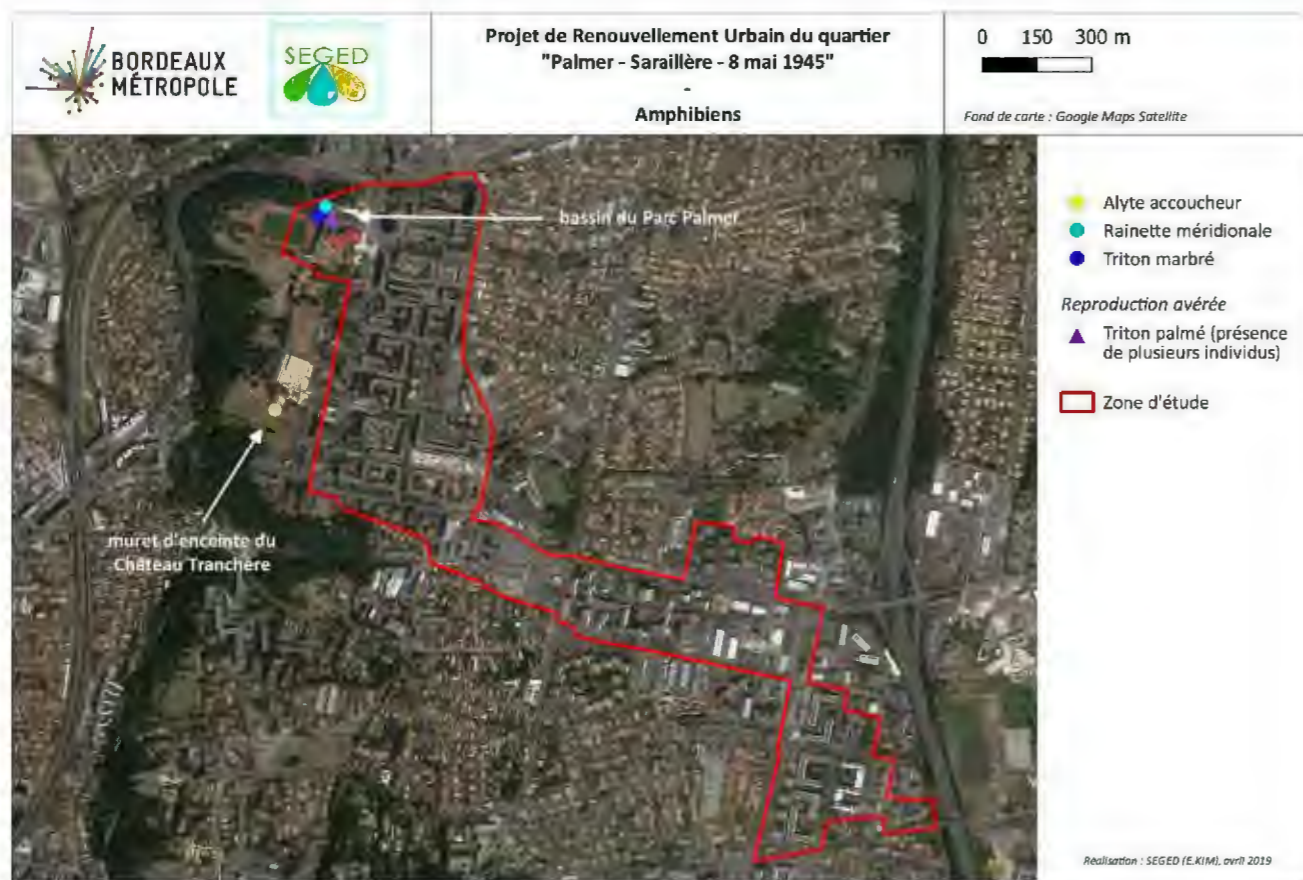 BORDEAUX
MÉTROPOLE
SEGED
Projet de Renouvellement Urbain du quartier
"Palmer - Saraillère - 8 mai 1945"
-
Amphibiens
0 150 300 m
Fond de carte : Google Maps Satellite
bassin du Parc Palmer
muret d'enceinte du
Château Tranchère
Alyte accoucheur
Rainette méridionale
Triton marbré
Reproduction avérée
Triton palmé (présence
de plusieurs individus)
Zone d'étude
Réalisation : SEGED (E.KIM), avril 2019